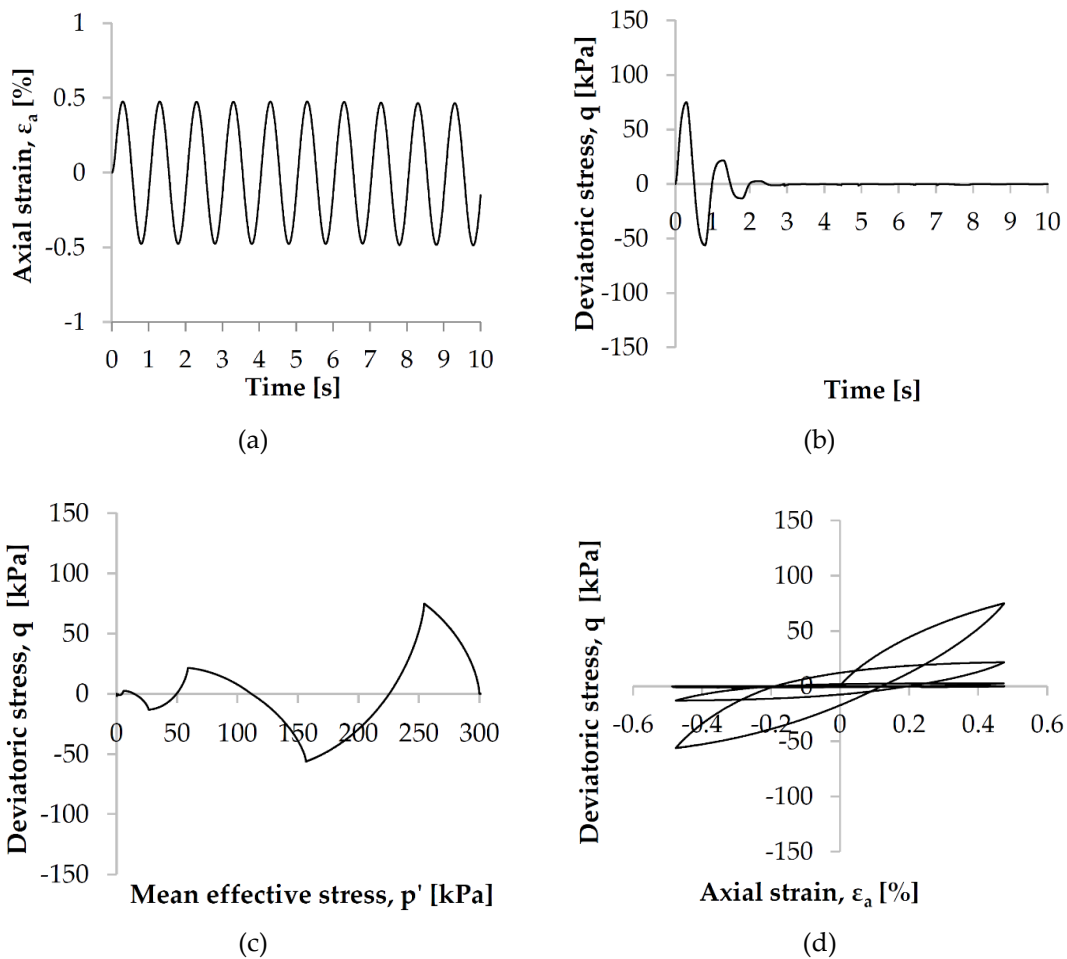 Axial strain, εa [%]
1
0.5
0
-0.5
-1
0 1 2 3 4 5 6 7 8 9 10
Time [s]
(a)
Deviatoric stress, q [kPa]
150
100
50
0
-50
-100
-150
0 1 2 3 4 5 6 7 8 9 10
Time [s]
(b)
Deviatoric stress, q [kPa]
150
100
50
0
-50
-100
-150
0 50 100 150 200 250 300
Mean effective stress, p' [kPa]
(c)
Deviatoric stress, q [kPa]
150
100
50
0
-50
-100
-150
-0.6 -0.4 -0.2 0 0.2 0.4 0.6
Axial strain, εa [%]
(d)